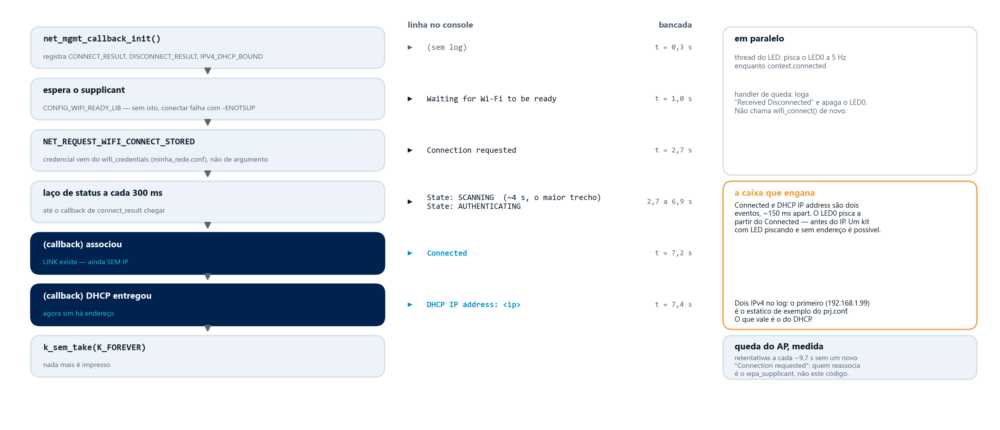 linha no console
bancada
net_mgmt_callback_init()
registra CONNECT_RESULT, DISCONNECT_RESULT, IPV4_DHCP_BOUND
▶ (sem log)
t = 0,3 s
espera o supplicant
CONFIG_WIFI_READY_LIB — sem isto, conectar falha com -ENOTSUP
▶ Waiting for Wi-Fi to be ready
t = 1,0 s
NET_REQUEST_WIFI_CONNECT_STORED
credencial vem do wifi_credentials (minha_rede.conf), não de argumento
▶ Connection requested
t = 2,7 s
laço de status a cada 300 ms
até o callback de connect_result chegar
▶ State: SCANNING (~4 s, o maior trecho)
State: AUTHENTICATING
2,7 a 6,9 s
(callback) associou
LINK existe — ainda SEM IP
▶ Connected
t = 7,2 s
(callback) DHCP entregou
agora sim há endereço
▶ DHCP IP address: <ip>
t = 7,4 s
k_sem_take(K_FOREVER)
nada mais é impresso
em paralelo
thread do LED: pisca o LED0 a 5 Hz
enquanto context.connected
handler de queda: loga
“Received Disconnected” e apaga o LED0.
Não chama wifi_connect() de novo.
a caixa que engana
Connected e DHCP IP address são dois
eventos, ~150 ms apart. O LED0 pisca a
partir do Connected — antes do IP. Um kit
com LED piscando e sem endereço é possível.
Dois IPv4 no log: o primeiro (192.168.1.99)
é o estático de exemplo do prj.conf.
O que vale é o do DHCP.
queda do AP, medida
retentativas a cada ~9,7 s sem um novo
“Connection requested”: quem reassocia
é o wpa_supplicant, não este código.